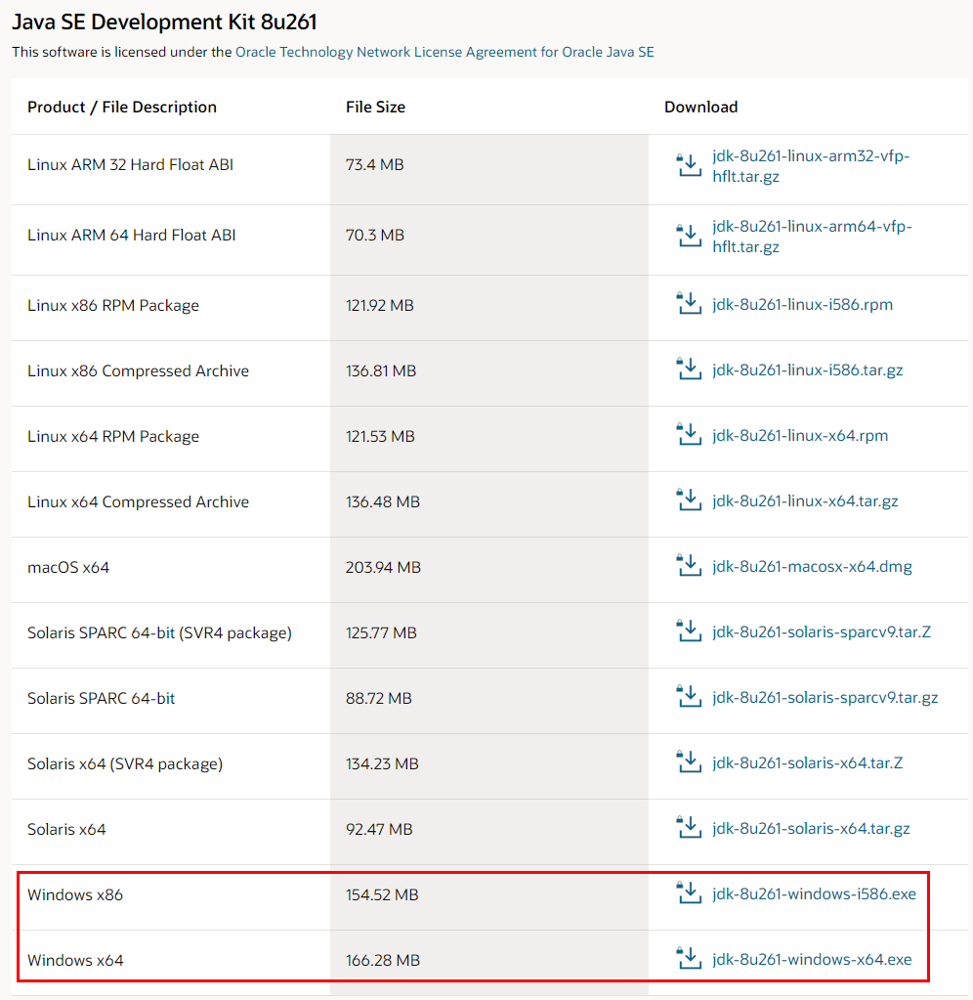 Java SE Development Kit 8u261
This software is licensed under the Oracle Technology Network License Agreement for Oracle Java SE
Product / File Description File Size Download
Linux ARM 32 Hard Float ABI 73.4 MB jdk-8u261-linux-arm32-vfp-
hflt.tar.gz
Linux ARM 64 Hard Float ABI 70.3 MB jdk-8u261-linux-arm64-vfp-
hflt.tar.gz
Linux x86 RPM Package 121.92 MB jdk-8u261-linux-i586.rpm
Linux x86 Compressed Archive 136.81 MB jdk-8u261-linux-i586.tar.gz
Linux x64 RPM Package 121.53 MB jdk-8u261-linux-x64.rpm
Linux x64 Compressed Archive 136.48 MB jdk-8u261-linux-x64.tar.gz
macOS x64 203.94 MB jdk-8u261-macosx-x64.dmg
Solaris SPARC 64-bit (SVR4 package) 125.77 MB jdk-8u261-solaris-sparcv9.tar.Z
Solaris SPARC 64-bit 88.72 MB jdk-8u261-solaris-sparcv9.tar.gz
Solaris x64 (SVR4 package) 134.23 MB jdk-8u261-solaris-x64.tar.Z
Solaris x64 92.47 MB jdk-8u261-solaris-x64.tar.gz
Windows x86 154.52 MB jdk-8u261-windows-i586.exe
Windows x64 166.28 MB jdk-8u261-windows-x64.exe